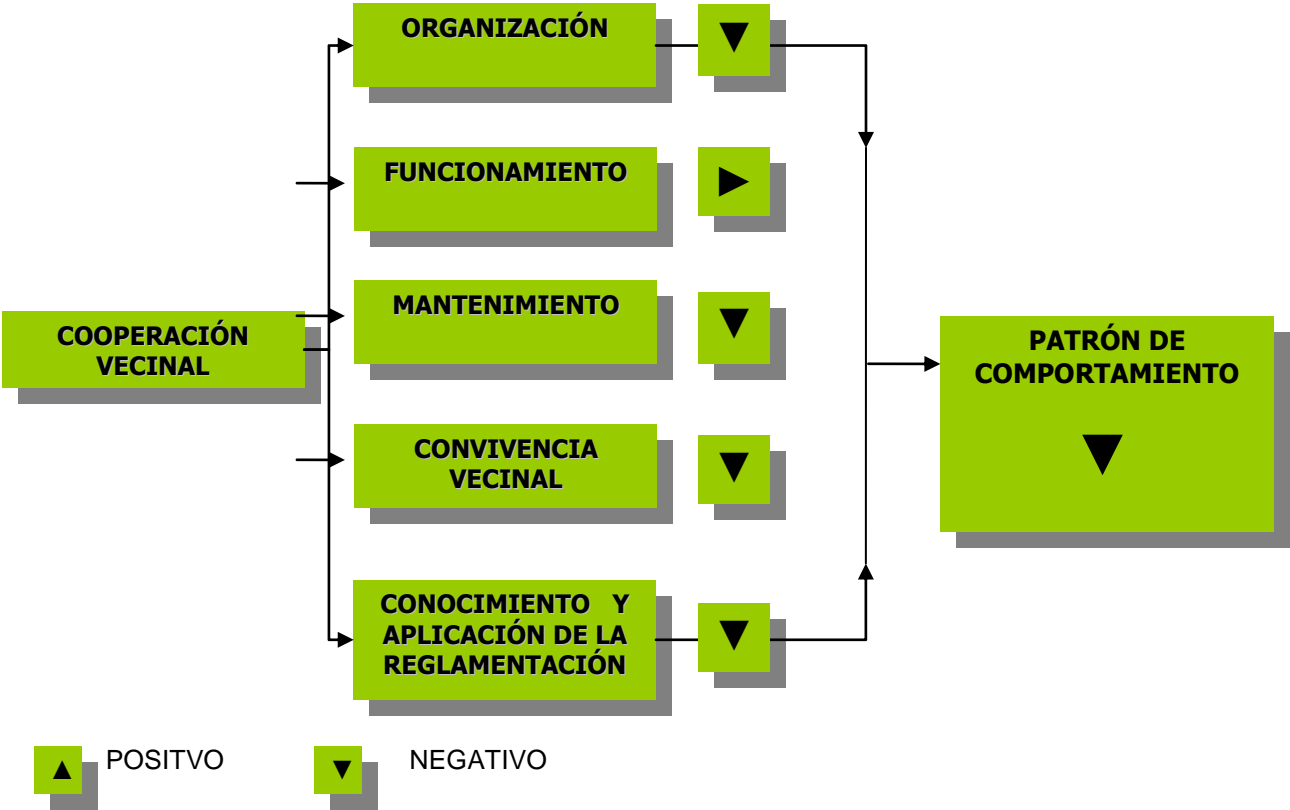 ORGANIZACIÓN
FUNCIONAMIENTO
MANTENIMIENTO
COOPERACIÓN
VECINAL
CONVIVENCIA
VECINAL
CONOCIMIENTO Y
APLICACIÓN DE LA
REGLAMENTACIÓN
PATRÓN DE
COMPORTAMIENTO
POSITVO
NEGATIVO